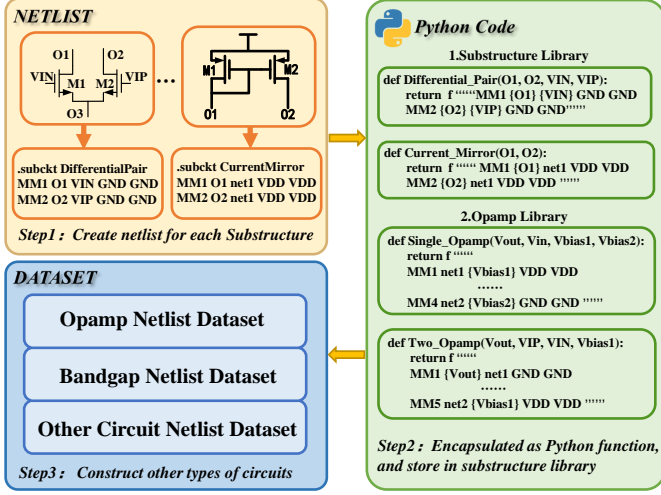 NETLIST
O1 O2
VIN M1 M2 VIP
O3
...
M1 M2
O1 O2
.subckt DifferentialPair
MM1 O1 VIN GND GND
MM2 O2 VIP GND GND
.subckt CurrentMirror
MM1 O1 net1 VDD VDD
MM2 O2 net1 VDD VDD
Step1：Create netlist for each Substructure
DATASET
Opamp Netlist Dataset
Bandgap Netlist Dataset
Other Circuit Netlist Dataset
Step3：Construct other types of circuits
Python Code
1.Substructure Library
def Differential_Pair(O1, O2, VIN, VIP):
return f “““MM1 {O1} {VIN} GND GND
MM2 {O2} {VIP} GND GND”””
def Current_Mirror(O1, O2):
return f “““ MM1 {O1} net1 VDD VDD
MM2 {O2} net1 VDD VDD ”””
2.Opamp Library
def Single_Opamp(Vout, Vin, Vbias1, Vbias2):
return f “““
MM1 net1 {Vbias1} VDD VDD
......
MM4 net2 {Vbias2} GND GND ”””
def Two_Opamp(Vout, VIP, VIN, Vbias1):
return f “““
MM1 {Vout} net1 GND GND
......
MM5 net2 {Vbias1} VDD VDD ”””
Step2：Encapsulated as Python function,
and store in substructure library